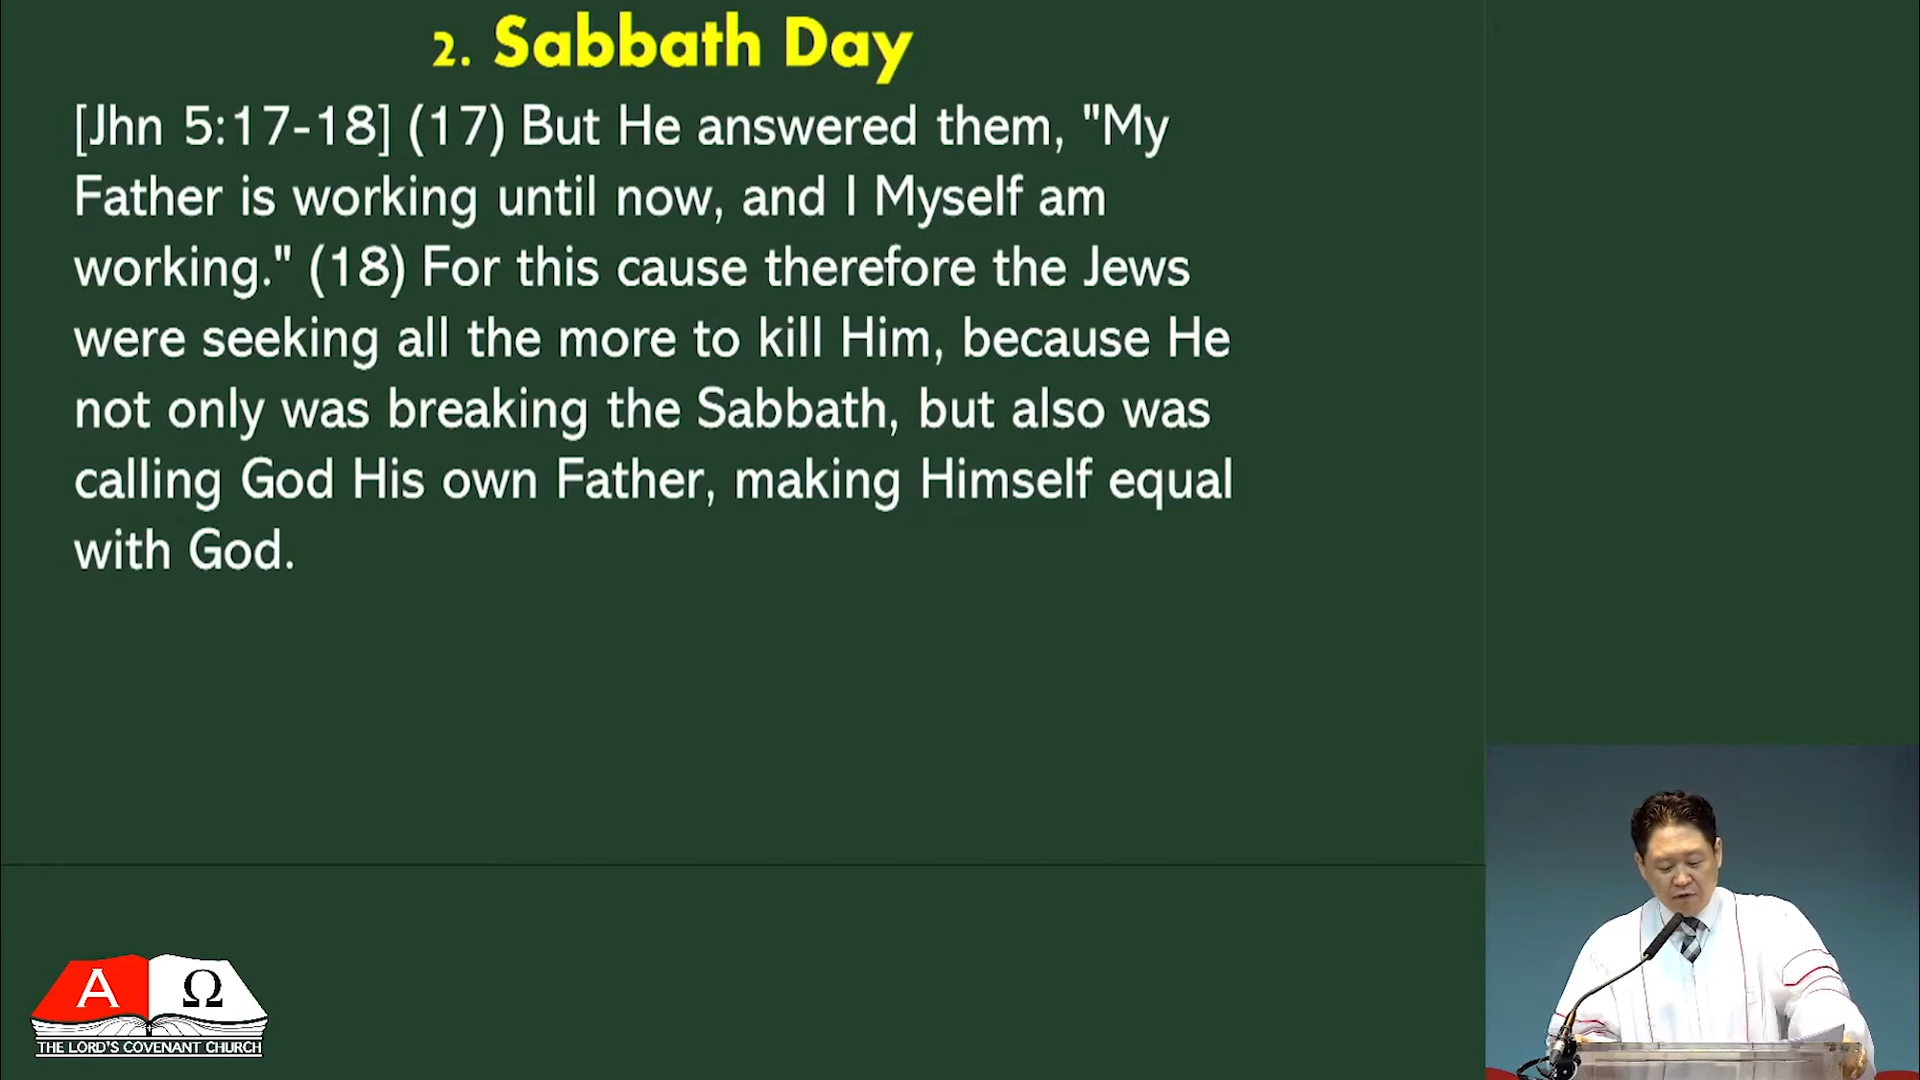 2. Sabbath Day
[Jhn 5:17-18] (17) But He answered them, "My
Father is working until now, and I Myself am
working." (18) For this cause therefore the Jews
were seeking all the more to kill Him, because He
not only was breaking the Sabbath, but also was
calling God His own Father, making Himself equal
with God.
Α Ω
THE LORD'S COVENANT CHURCH